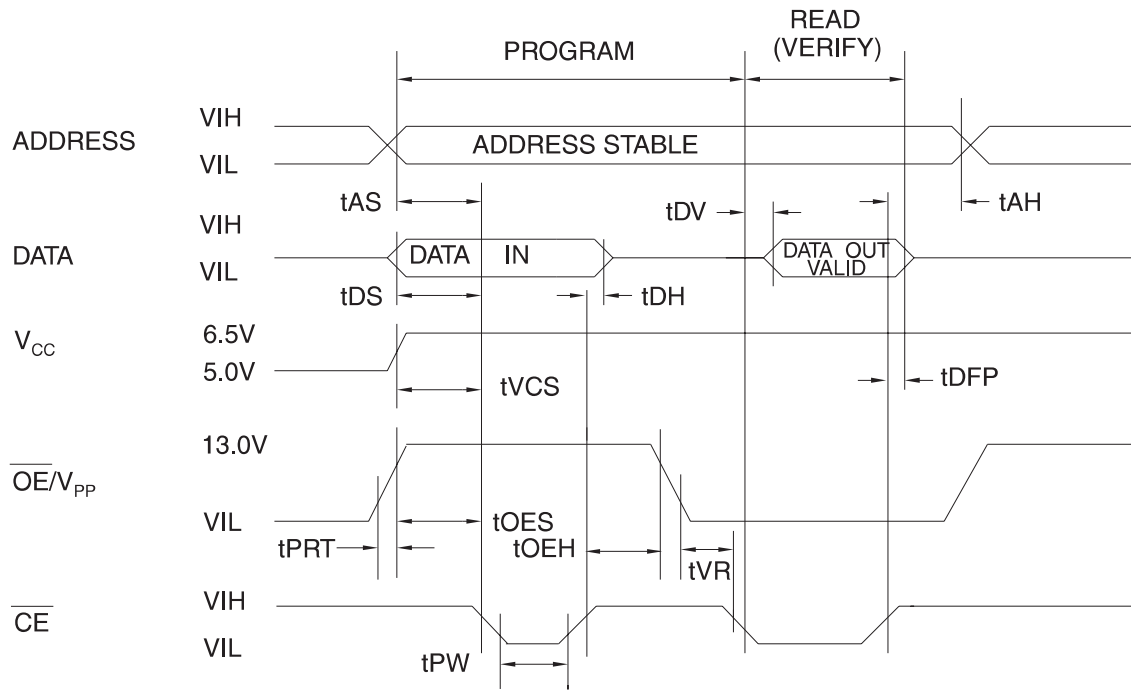 READ
(VERIFY)
PROGRAM
ADDRESS
VIH
VIL
ADDRESS STABLE
tAS
tDV
tAH
DATA
VIH
VIL
DATA IN
DATA OUT
VALID
tDS
tDH
VCC
6.5V
5.0V
tVCS
tDFP
OE/VPP
13.0V
VIL
tPRT
tOES
tOEH
tVR
CE
VIH
VIL
tPW